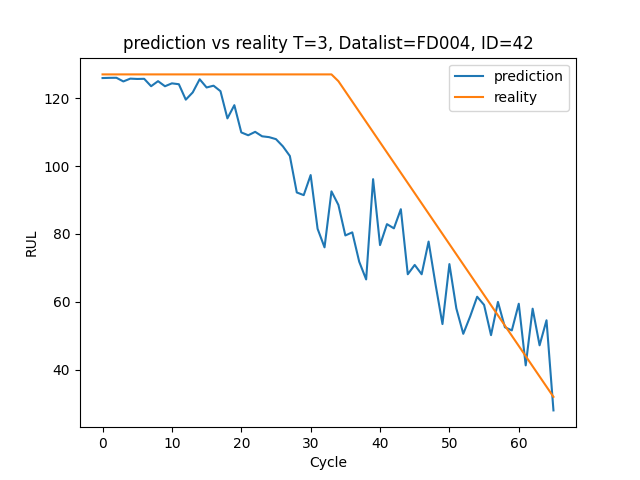 prediction vs reality T=3, Datalist=FD004, ID=42
prediction
reality
120
100
80
60
40
RUL
0 10 20 30 40 50 60
Cycle